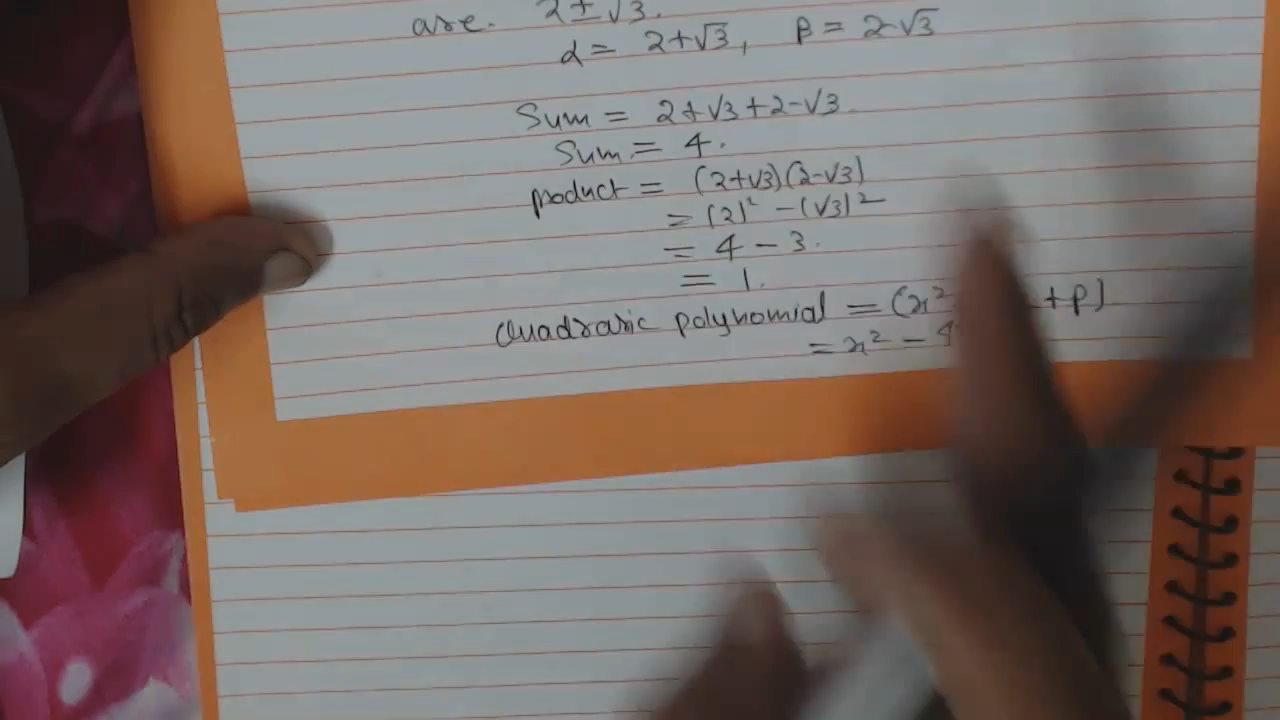 are. 2±√3.
α = 2+√3, β = 2-√3
Sum = 2+√3+2-√3.
Sum = 4.
product = (2+√3)(2-√3)
= (2)² - (√3)²
= 4 - 3.
= 1.
Quadratic polynomial = (x² +P)
= x² - 4